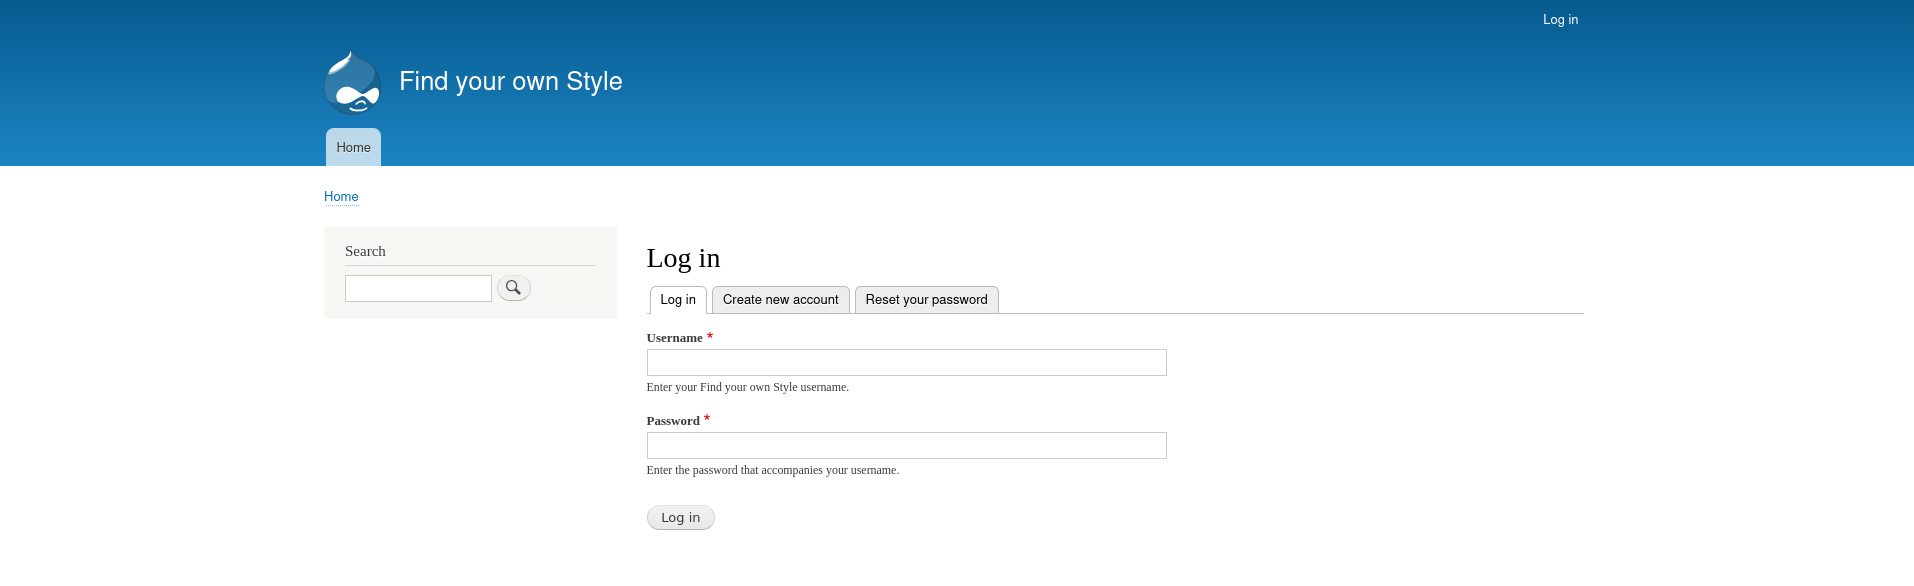 Log in
Find your own Style
Home
Home
Search
Log in
Log in Create new account Reset your password
Username *
Enter your Find your own Style username.
Password *
Enter the password that accompanies your username.
Log in